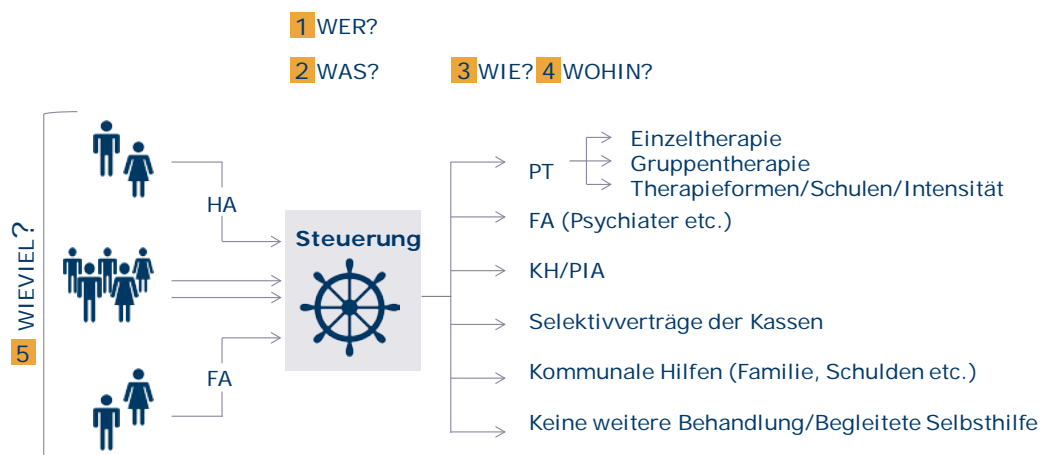 1 WER?
2 WAS?
3 WIE? 4 WOHIN?
5 WIEVIEL?
HA
FA
Steuerung
PT
Einzeltherapie
Gruppentherapie
Therapieformen/Schulen/Intensität
FA (Psychiater etc.)
KH/PIA
Selektivverträge der Kassen
Kommunale Hilfen (Familie, Schulden etc.)
Keine weitere Behandlung/Begleitete Selbsthilfe